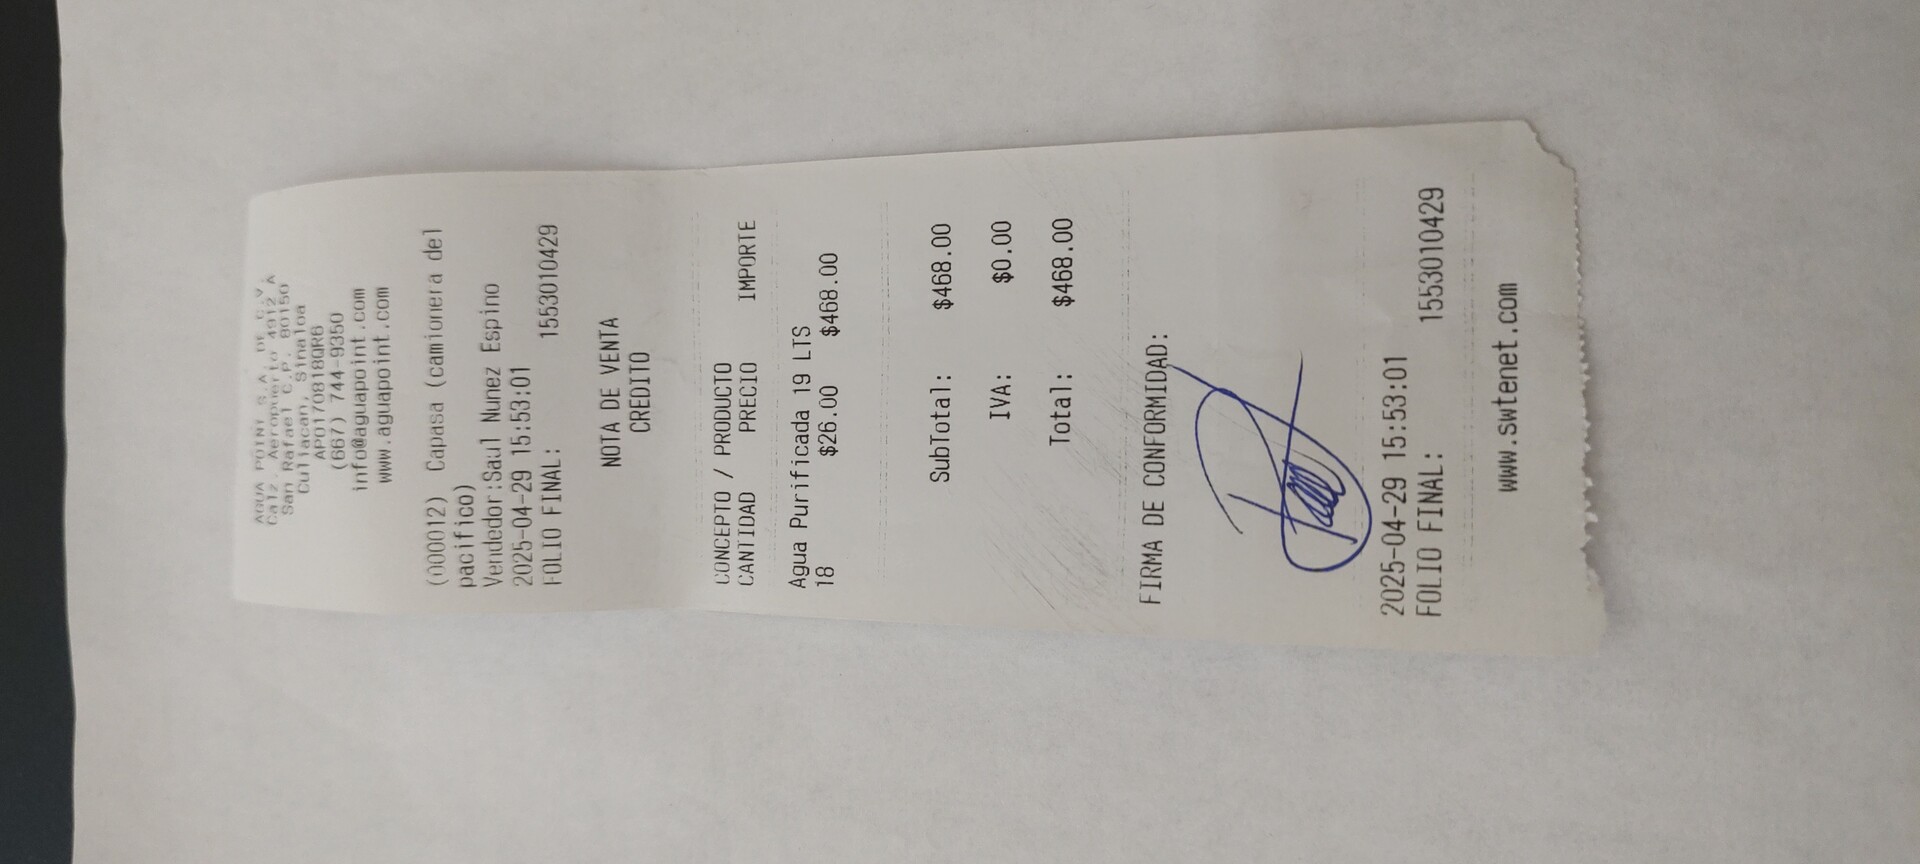 AGUA POINT S.A. DE C.V.
Calz. Aeropuerto 4912 A
San Rafael C.P. 80150
Culiacan, Sinaloa
APO170818QR6
(667) 744-9350
info@aguapoint.com
www.aguapoint.com
(000012) Capasa (camionera del
pacifico)
Vendedor:Saul Nunez Espino
2025-04-29 15:53:01
FOLIO FINAL: 1553010429
NOTA DE VENTA
CREDITO
CONCEPTO / PRODUCTO
CANTIDAD PRECIO IMPORTE
Agua Purificada 19 LTS
18 $26.00 $468.00
SubTotal: $468.00
IVA: $0.00
Total: $468.00
FIRMA DE CONFORMIDAD:
2025-04-29 15:53:01
FOLIO FINAL: 1553010429
www.swtenet.com